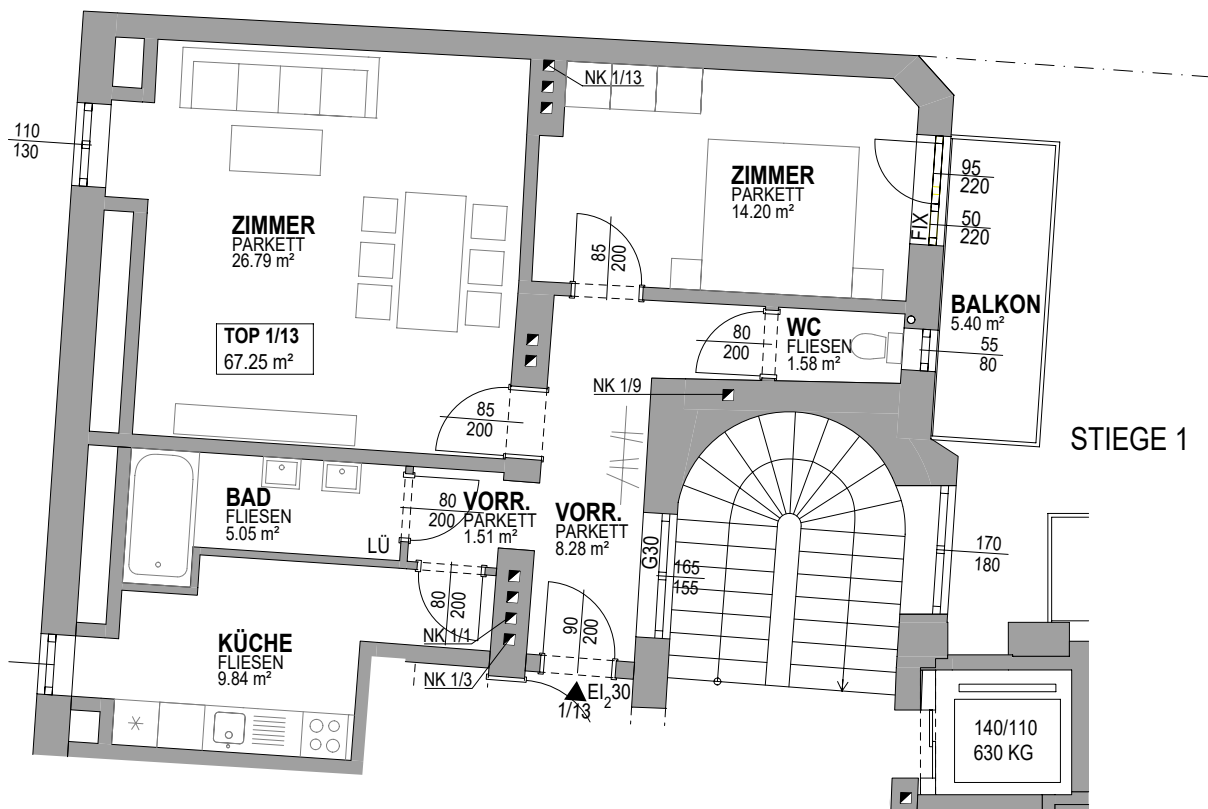 NK 1/13
110
130
ZIMMER
PARKETT
26.79 m²
ZIMMER
PARKETT
14.20 m²
95
220
FIX
50
220
85
200
BALKON
5.40 m²
TOP 1/13
67.25 m²
80
200
WC
FLIESEN
1.58 m²
55
80
NK 1/9
85
200
STIEGE 1
BAD
FLIESEN
5.05 m²
80
200
VORR.
PARKETT
1.51 m²
VORR.
PARKETT
8.28 m²
LÜ
G30
165
155
170
180
80
200
90
200
NK 1/1
KÜCHE
FLIESEN
9.84 m²
NK 1/3
EI₂30
1/13
140/110
630 KG